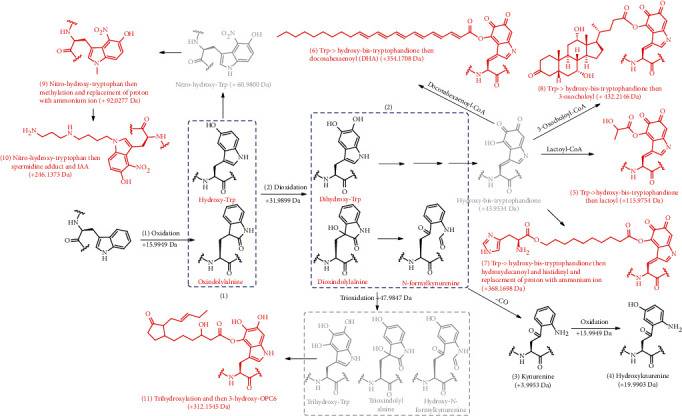 (6) Trp> hydroxy-bis-tryptophandione then
docosahexaenoyl (DHA) (+354.1708 Da)
(8) Trp> hydroxy-bis-tryptophandione then
3-oxocholoyl (+ 432.2146 Da)
Nitro-hydroxy-Trp (+ 60.9800 Da)
(9) Nitro-hydroxy-tryptophan then
methylation and replacement of proton
with ammonium ion (+ 92.0277 Da)
Docosahexaenoyl-CoA
3-Oxocholoyl-CoA
Lactoyl-CoA
(2)
(10) Nitro-hydroxy-tryptophan then
spermidine adduct and IAA
(+246.1373 Da)
Hydroxy-Trp
(2) Dioxidation
+31.9899 Da
Dihydroxy-Trp
Hydroxy-bis-tryptophandione
(+43.9534 Da)
(5) Trp>hydroxy-bis-tryptophandione
then lactoyl (+115.9754 Da)
(1) Oxidation
+15.9949 Da
Oxindolylalnine
(1)
Dioxindolylalnine
N-formylkynurenine
(7) Trp> hydroxy-bis-tryptophandione then
hydroxydecanoyl and histidinyl and
replacement of proton with ammonium ion
(+368.1698 Da)
Trioxidation +47.9847 Da
-CO
(3) Kynurenine
(+3.9953 Da)
Oxidation
+15.9949 Da
(4) Hydroxykynurenine
(+19.9903 Da)
(11) Trihydroxylation and then 3-hydroxy-OPC6
(+312.1545 Da)
Trihydroxy-Trp
Trioxindolyl
alnine
Hydroxy-N-
formylkynurenine